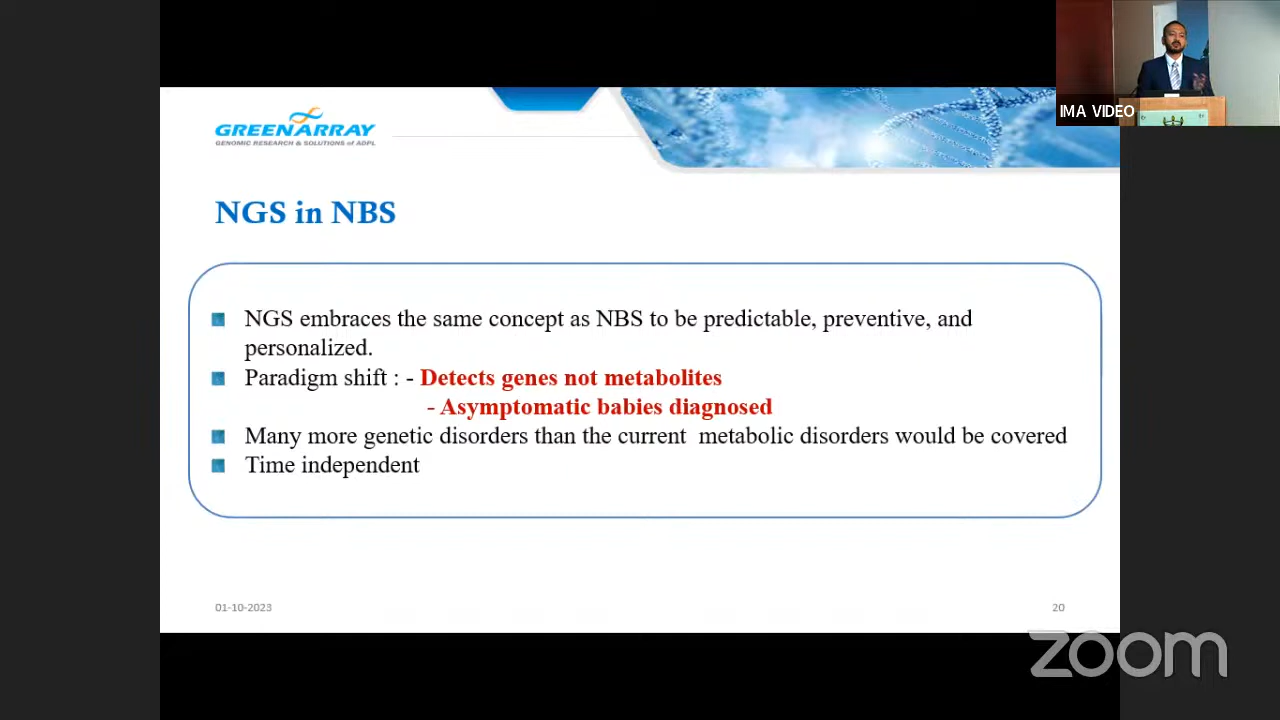 IMA VIDEO
GREENARRAY
GENOMIC RESEARCH & SOLUTIONS of ADPL
NGS in NBS
NGS embraces the same concept as NBS to be predictable, preventive, and
personalized.
Paradigm shift : - Detects genes not metabolites
- Asymptomatic babies diagnosed
Many more genetic disorders than the current metabolic disorders would be covered
Time independent
01-10-2023
20
zoom